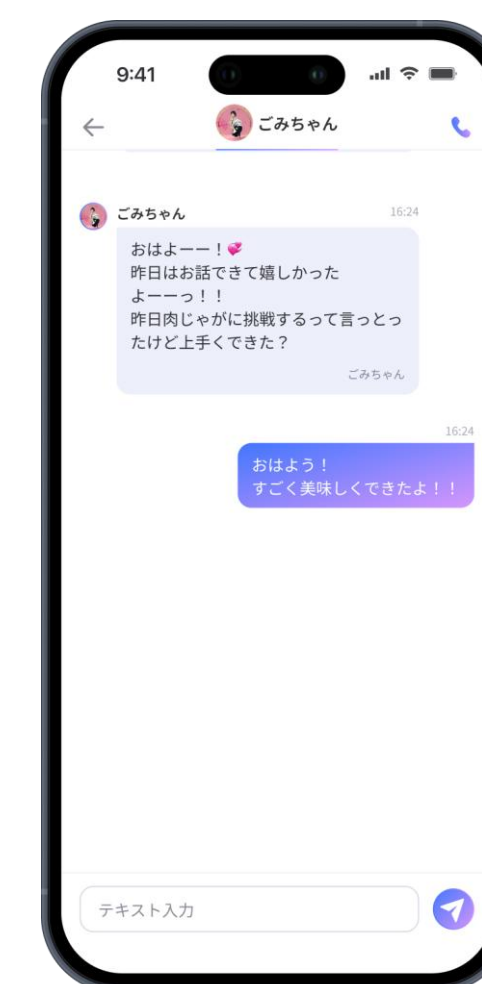 9:41
ごみちゃん
ごみちゃん
16:24
おはよーー！💞
昨日はお話できて嬉しかった
よーーっ！！
昨日肉じゃがに挑戦するって言っとっ
たけど上手くできた？
ごみちゃん
16:24
おはよう！
すごく美味しくできたよ！！
テキスト入力